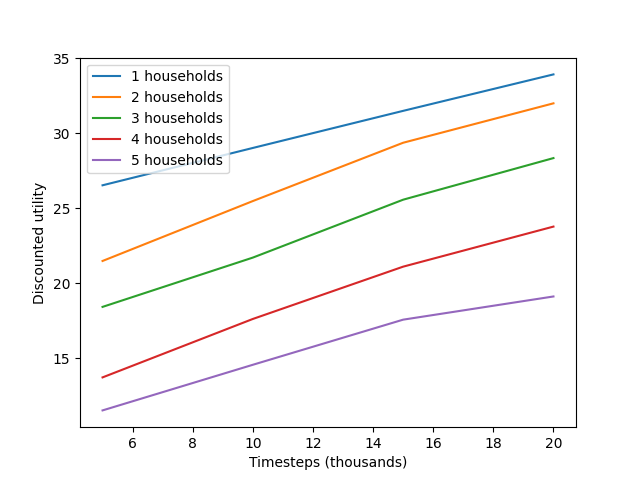 35
30
25
20
15
Discounted utility
1 households
2 households
3 households
4 households
5 households
6 8 10 12 14 16 18 20
Timesteps (thousands)